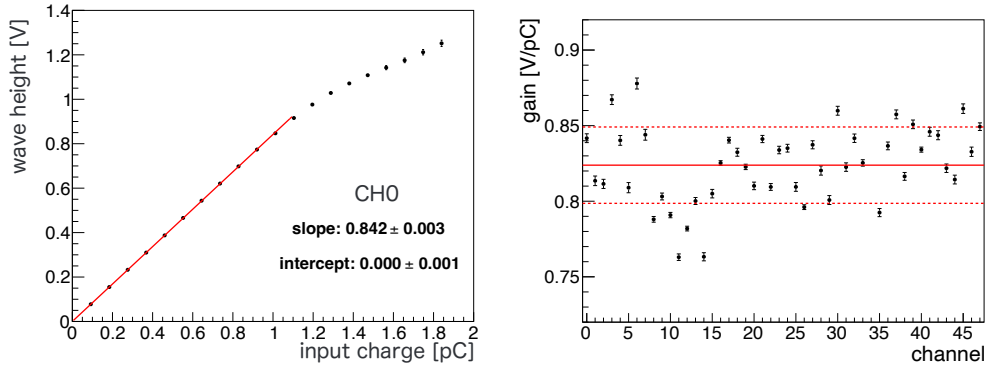 wave height [V]
1.4
1.2
1
0.8
0.6
0.4
0.2
0
CH0
slope: 0.842 ± 0.003
intercept: 0.000 ± 0.001
0 0.2 0.4 0.6 0.8 1 1.2 1.4 1.6 1.8 2
input charge [pC]
gain [V/pC]
0.9
0.85
0.8
0.75
0 5 10 15 20 25 30 35 40 45
channel